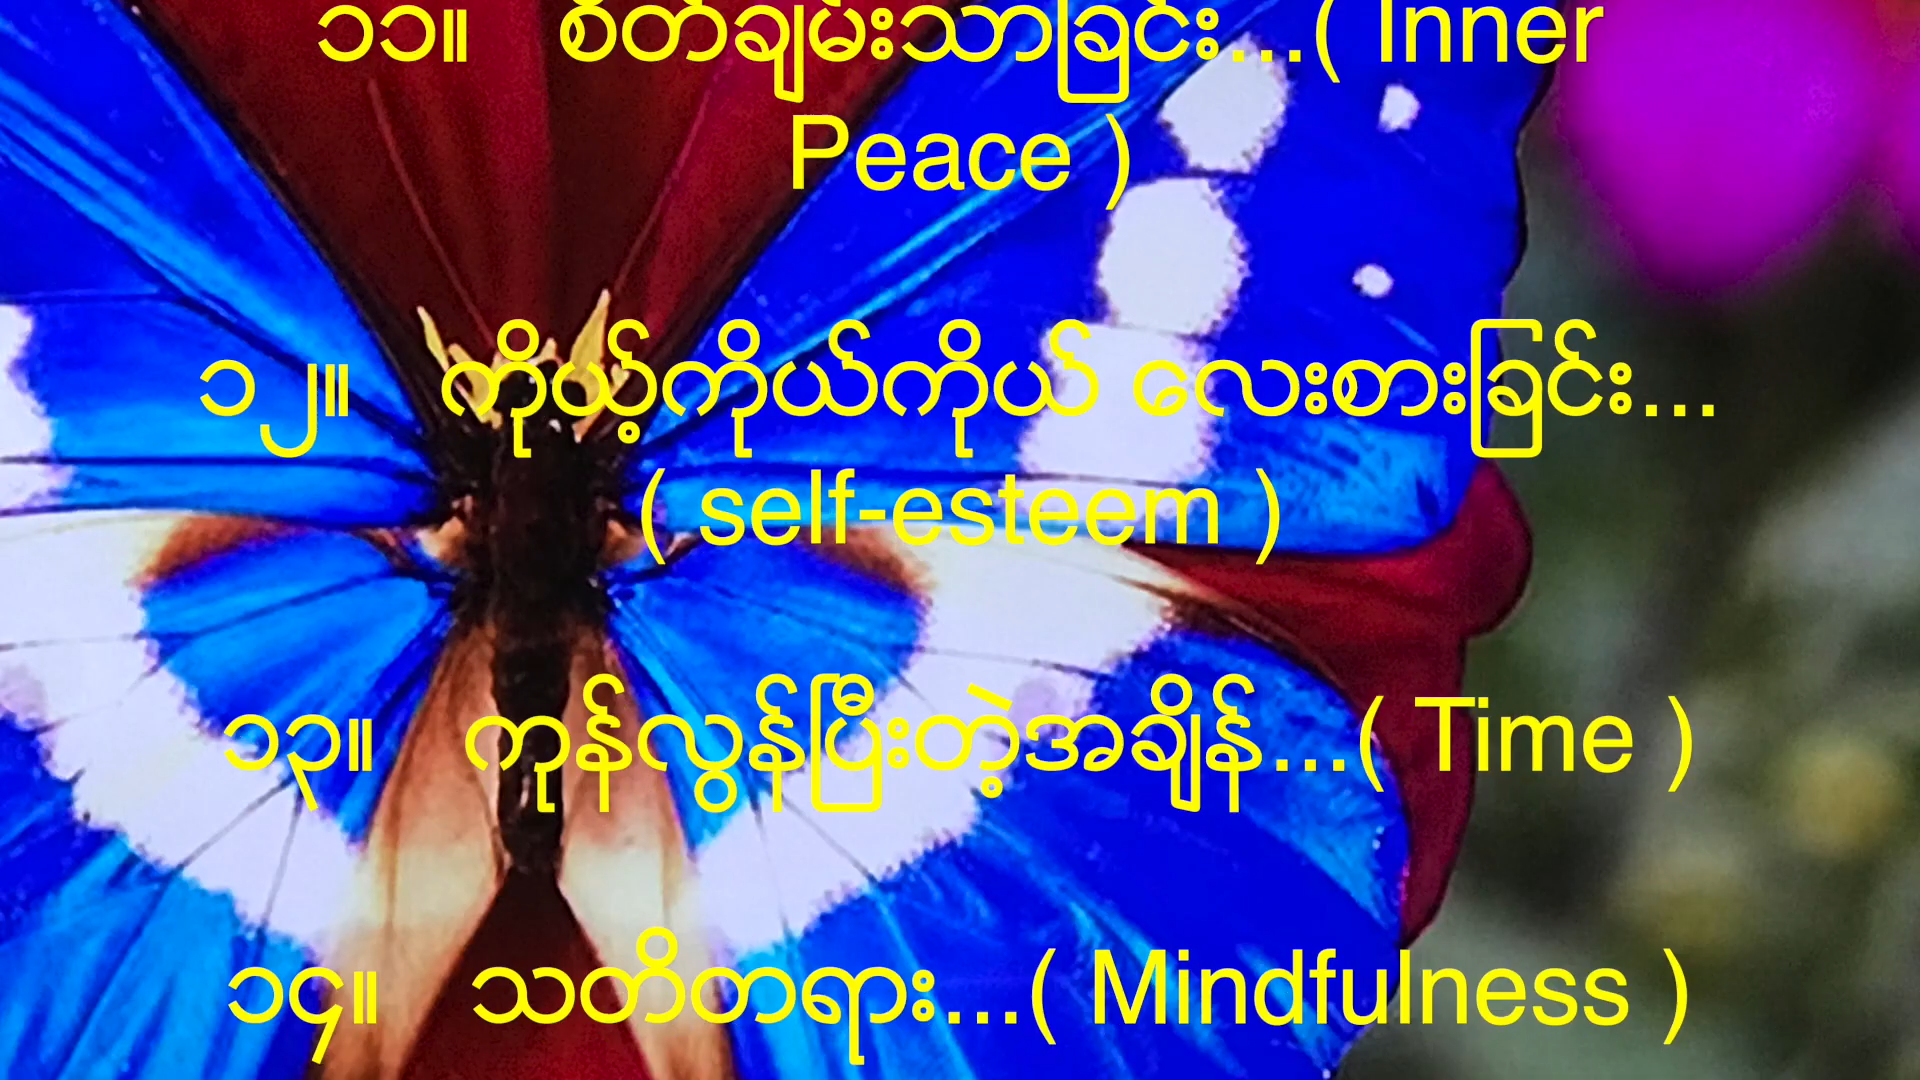 ၁၁။ စိတ်ချမ်းသာခြင်း...( Inner
Peace )
၁၂။ ကိုယ့်ကိုယ်ကိုယ် လေးစားခြင်း...
( self-esteem )
၁၃။ ကုန်လွန်ပြီးတဲ့အချိန်...( Time )
၁၄။ သတိတရား...( Mindfulness )